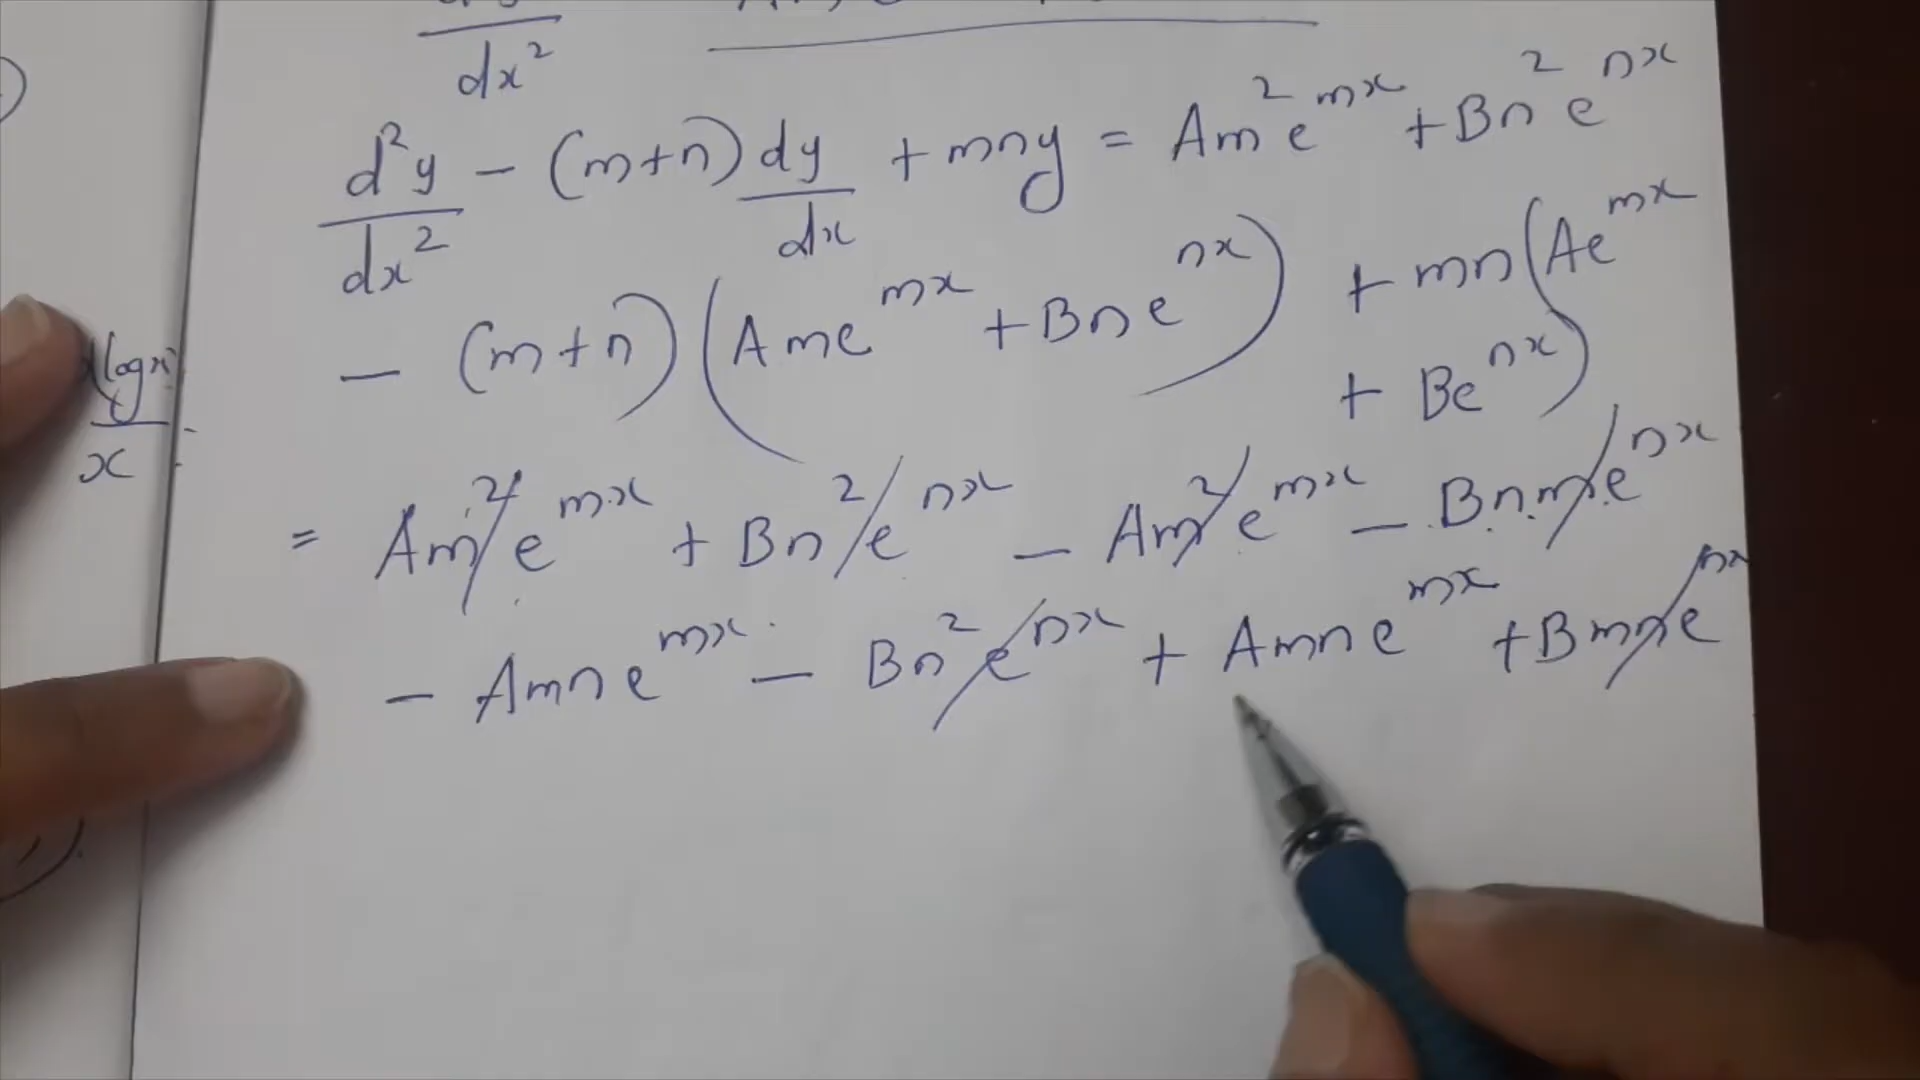 dx²
d²y/dx² - (m+n) dy/dx + mny = Am²e^mx + Bn²e^nx
- (m+n) (Ame^mx + Bne^nx) + mn(Ae^mx
+ Be^nx)
= Am²e^mx + Bn²e^nx - Am²e^mx - Bnme^nx
- Amne^mx - Bn²e^nx + Amne^mx + Bmne^nx
logx
x